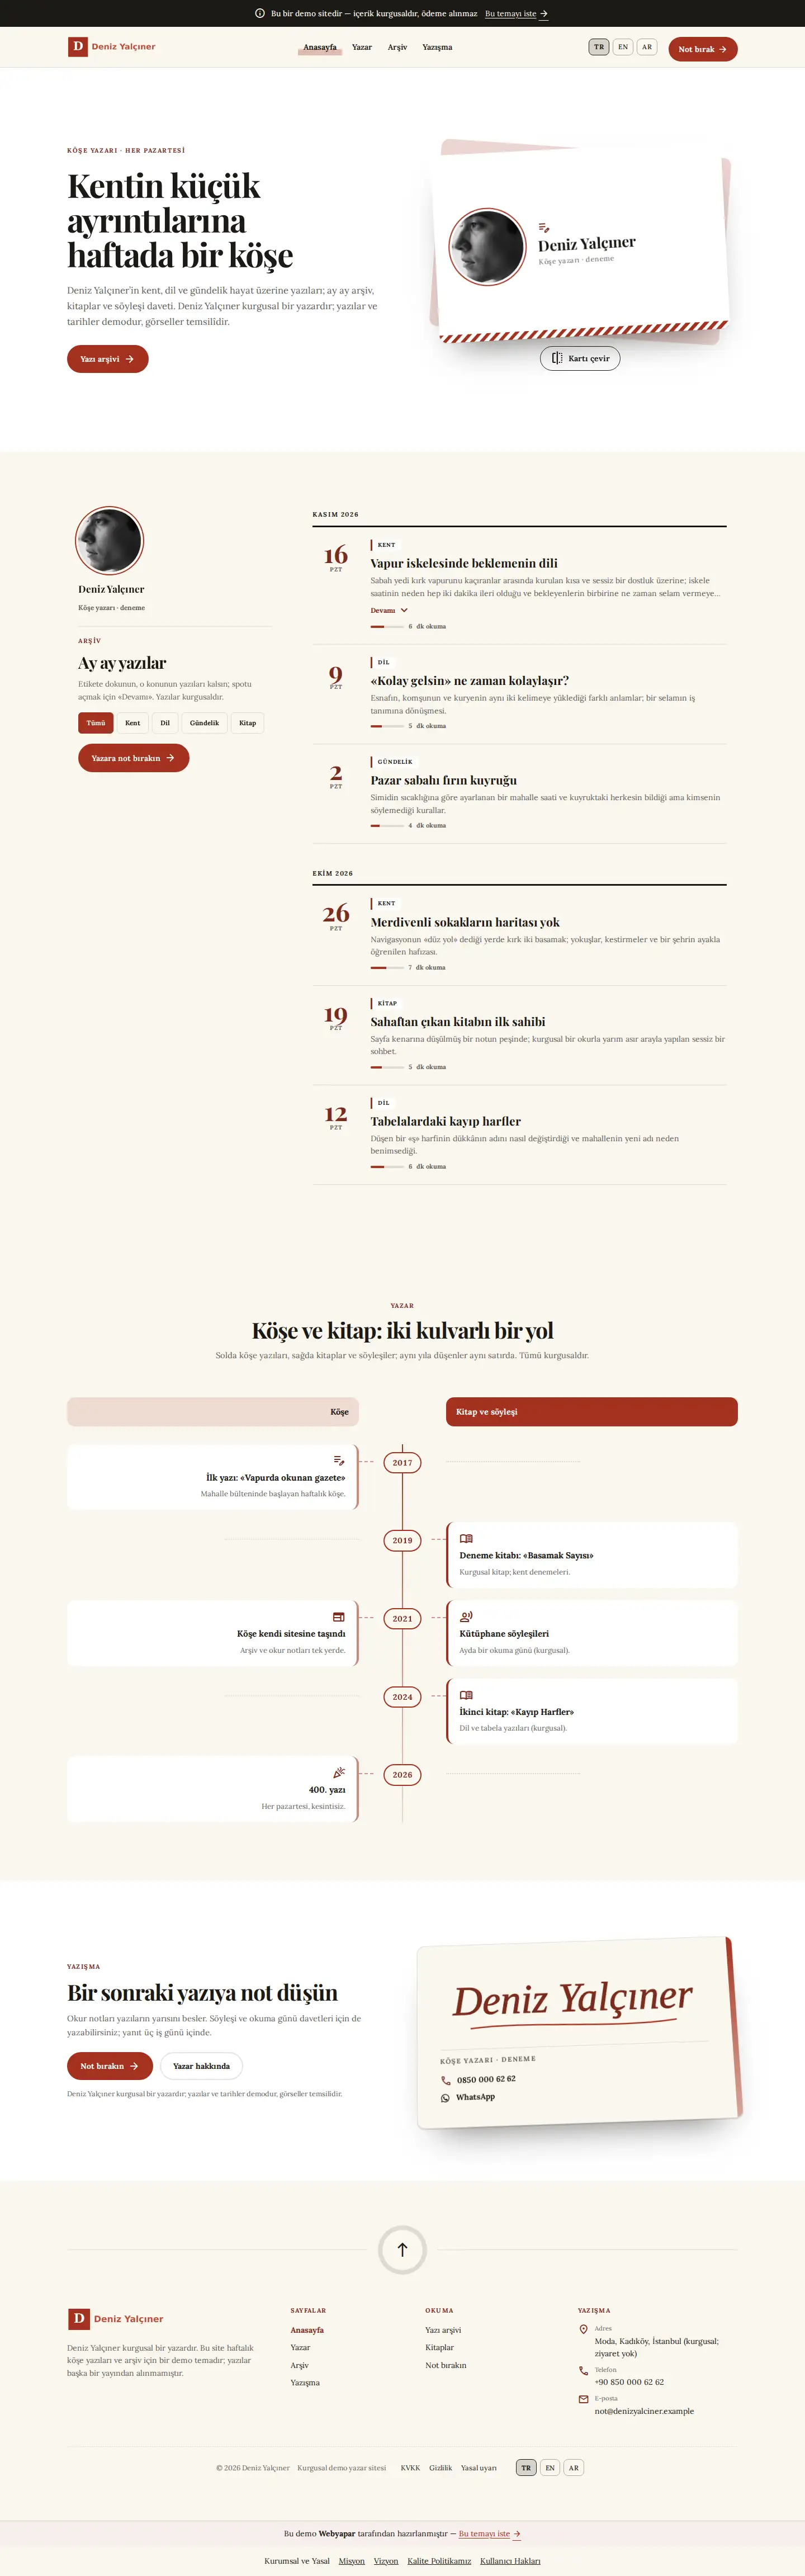 Bu bir demo sitedir — içerik kurgusaldır, ödeme alınmaz Bu temayı iste →
D Deniz Yalçıner
Anasayfa Yazar Arşiv Yazışma
TR EN AR
Not bırak →
KÖŞE YAZARI · HER PAZARTESİ
Kentin küçük
ayrıntılarına
haftada bir köşe
Deniz Yalçıner'in kent, dil ve gündelik hayat üzerine yazıları; ay ay arşiv,
kitaplar ve söyleşi daveti. Deniz Yalçıner kurgusal bir yazardır; yazılar ve
tarihler demodur, görseller temsilîdir.
Yazı arşivi →
Deniz Yalçıner
Köşe yazarı · deneme
Kartı çevir
Deniz Yalçıner
Köşe yazarı · deneme
ARŞİV
Ay ay yazılar
Etikete dokunun, o konunun yazıları kalsın; spotu
açmak için «Devamı». Yazılar kurgusaldır.
Tümü Kent Dil Gündelik Kitap
Yazara not bırakın →
KASIM 2026
16
PZT
KENT
Vapur iskelesinde beklemenin dili
Sabah yedi kırk vapurunu kaçıranlar arasında kurulan kısa ve sessiz bir dostluk üzerine; iskele
saatinin neden hep iki dakika ileri olduğu ve bekleyenlerin birbirine ne zaman selam vermeye…
Devamı
6 dk okuma
9
PZT
DİL
«Kolay gelsin» ne zaman kolaylaşır?
Esnafın, komşunun ve kuryenin aynı iki kelimeye yüklediği farklı anlamlar; bir selamın iş
tanımına dönüşmesi.
5 dk okuma
2
PZT
GÜNDELİK
Pazar sabahı fırın kuyruğu
Simidin sıcaklığına göre ayarlanan bir mahalle saati ve kuyruktaki herkesin bildiği ama kimsenin
söylemediği kurallar.
4 dk okuma
EKİM 2026
26
PZT
KENT
Merdivenli sokakların haritası yok
Navigasyonun «düz yol» dediği yerde kırk iki basamak; yokuşlar, kestirmeler ve bir şehrin ayakla
öğrenilen hafızası.
7 dk okuma
19
PZT
KİTAP
Sahaftan çıkan kitabın ilk sahibi
Sayfa kenarına düşülmüş bir notun peşinde; kurgusal bir okurla yarım asır arayla yapılan sessiz bir
sohbet.
5 dk okuma
12
PZT
DİL
Tabelalardaki kayıp harfler
Düşen bir «ş» harfinin dükkânın adını nasıl değiştirdiği ve mahallenin yeni adı neden
benimsediği.
6 dk okuma
YAZAR
Köşe ve kitap: iki kulvarlı bir yol
Solda köşe yazıları, sağda kitaplar ve söyleşiler; aynı yıla düşenler aynı satırda. Tümü kurgusaldır.
Köşe
Kitap ve söyleşi
2017
İlk yazı: «Vapurda okunan gazete»
Mahalle bülteninde başlayan haftalık köşe.
2019
Deneme kitabı: «Basamak Sayısı»
Kurgusal kitap; kent denemeleri.
2021
Köşe kendi sitesine taşındı
Arşiv ve okur notları tek yerde.
Kütüphane söyleşileri
Ayda bir okuma günü (kurgusal).
2024
İkinci kitap: «Kayıp Harfler»
Dil ve tabela yazıları (kurgusal).
2026
400. yazı
Her pazartesi, kesintisiz.
YAZIŞMA
Bir sonraki yazıya not düşün
Okur notları yazıların yarısını besler. Söyleşi ve okuma günü davetleri için de
yazabilirsiniz; yanıt üç iş günü içinde.
Not bırakın →
Yazar hakkında
Deniz Yalçıner kurgusal bir yazardır; yazılar ve tarihler demodur, görseller temsilîdir.
Deniz Yalçıner
KÖŞE YAZARI · DENEME
0850 000 62 62
WhatsApp
D Deniz Yalçıner
Deniz Yalçıner kurgusal bir yazardır. Bu site haftalık
köşe yazıları ve arşiv için bir demo temadır; yazılar
başka bir yayından alınmamıştır.
SAYFALAR
Anasayfa
Yazar
Arşiv
Yazışma
OKUMA
Yazı arşivi
Kitaplar
Not bırakın
YAZIŞMA
Adres
Moda, Kadıköy, İstanbul (kurgusal;
ziyaret yok)
Telefon
+90 850 000 62 62
E-posta
not@denizyalciner.example
© 2026 Deniz Yalçıner Kurgusal demo yazar sitesi KVKK Gizlilik Yasal uyarı TR EN AR
Bu demo Webyapar tarafından hazırlanmıştır — Bu temayı iste →
Kurumsal ve Yasal Misyon Vizyon Kalite Politikamız Kullanıcı Hakları